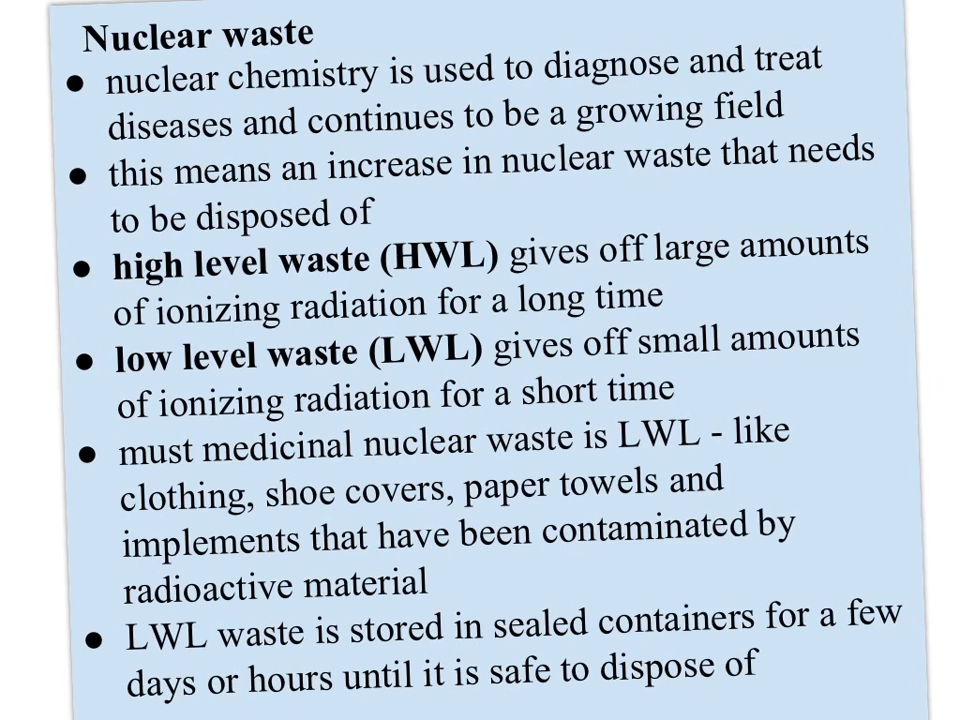 Nuclear waste
● nuclear chemistry is used to diagnose and treat
diseases and continues to be a growing field
● this means an increase in nuclear waste that needs
to be disposed of
● high level waste (HWL) gives off large amounts
of ionizing radiation for a long time
● low level waste (LWL) gives off small amounts
of ionizing radiation for a short time
● must medicinal nuclear waste is LWL - like
clothing, shoe covers, paper towels and
implements that have been contaminated by
radioactive material
● LWL waste is stored in sealed containers for a few
days or hours until it is safe to dispose of